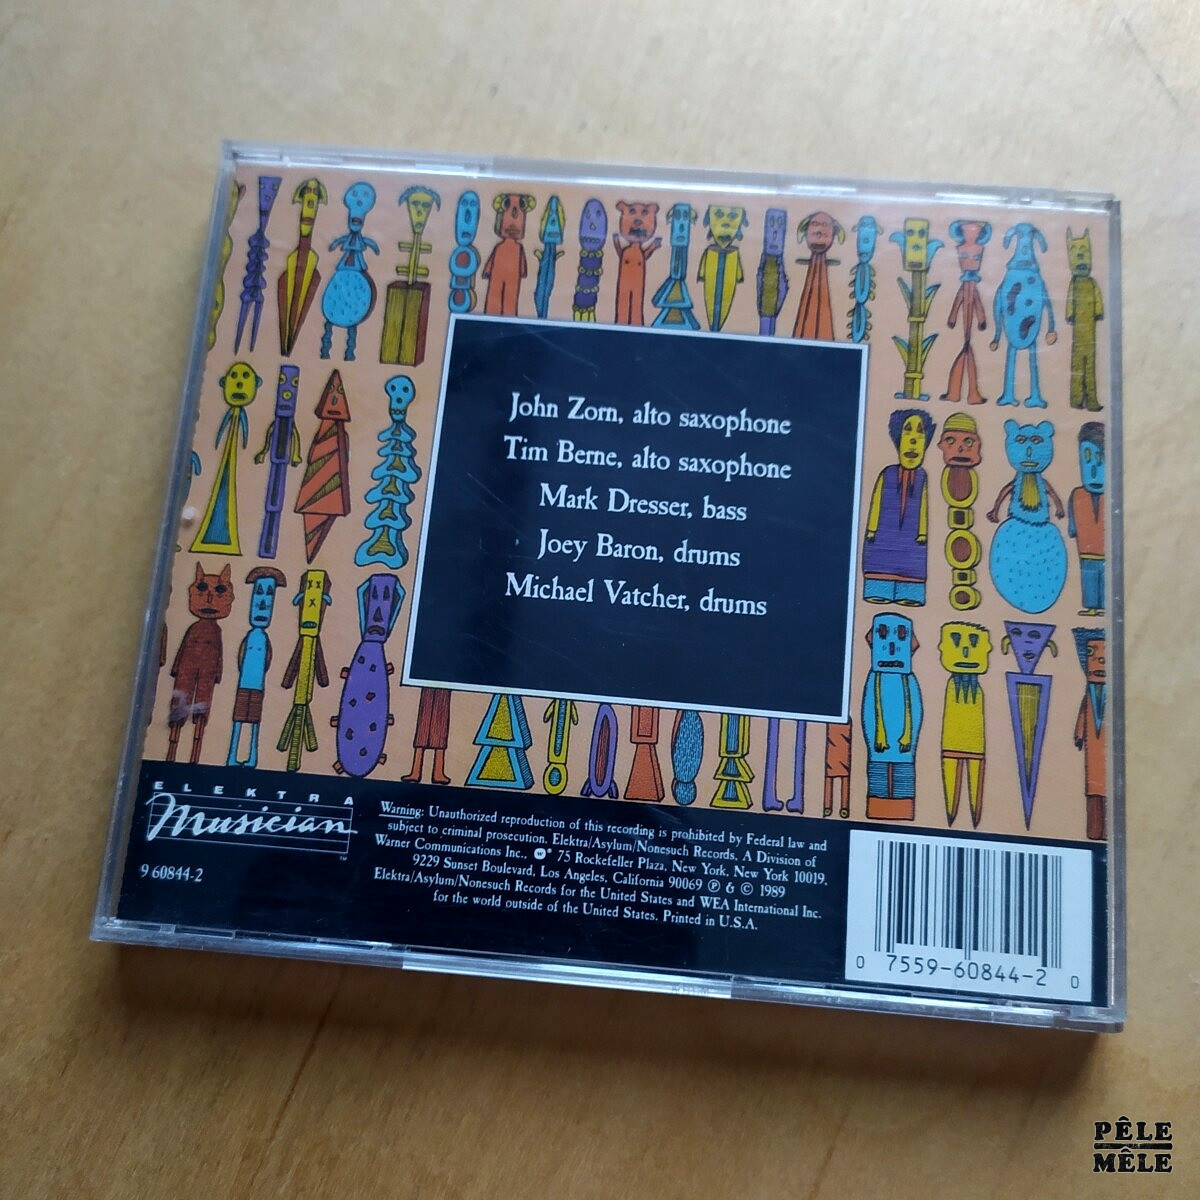 John Zorn, alto saxophone
Tim Berne, alto saxophone
Mark Dresser, bass
Joey Baron, drums
Michael Vatcher, drums
ELEKTRA
Musician
TM
9 60844-2
Warning: Unauthorized reproduction of this recording is prohibited by Federal law and
subject to criminal prosecution. Elektra/Asylum/Nonesuch Records, A Division of
Warner Communications Inc., ® 75 Rockefeller Plaza, New York, New York 10019.
9229 Sunset Boulevard, Los Angeles, California 90069 ℗ & © 1989
Elektra/Asylum/Nonesuch Records for the United States and WEA International Inc.
for the world outside of the United States. Printed in U.S.A.
0 7559-60844-2 0
PÊLE
MÊLE